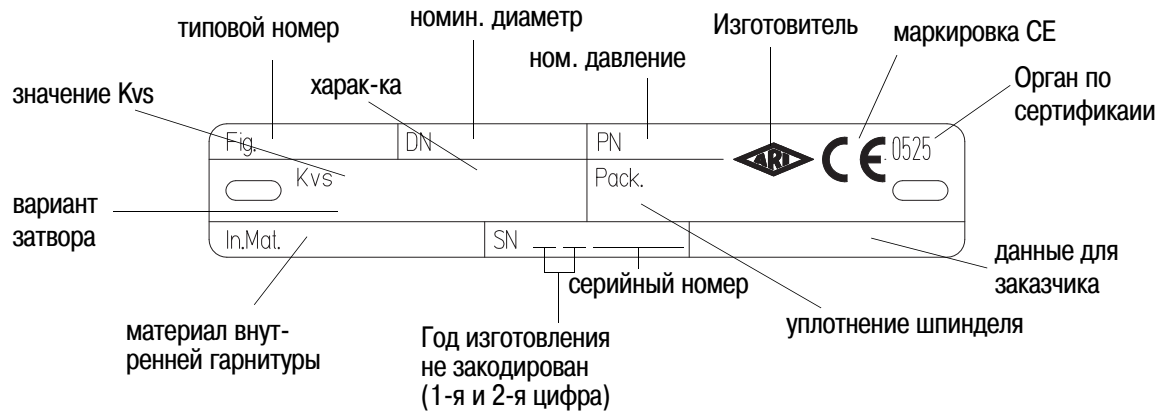 типовой номер
номин. диаметр
Изготовитель
маркировка CE
ном. давление
Орган по
сертификаии
значение Kvs
харак-ка
Fig.
DN
PN
ARI
CE
0525
Kvs
Pack.
вариант
затвора
In.Mat.
SN
данные для
заказчика
серийный номер
уплотнение шпинделя
материал внут-
ренней гарнитуры
Год изготовления
не закодирован
(1-я и 2-я цифра)